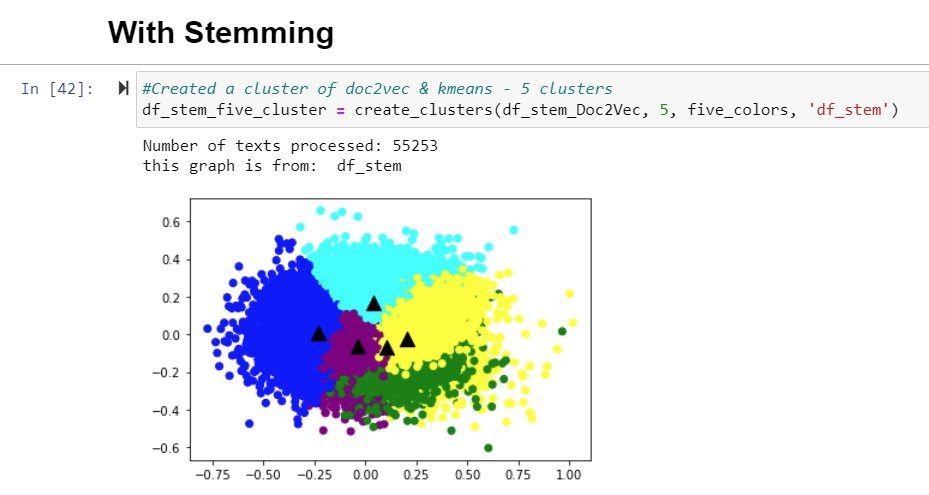 With Stemming
In [42]:
#Created a cluster of doc2vec & kmeans - 5 clusters
df_stem_five_cluster = create_clusters(df_stem_Doc2Vec, 5, five_colors, 'df_stem')
Number of texts processed: 55253
this graph is from:  df_stem
0.6
0.4
0.2
0.0
−0.2
−0.4
−0.6
−0.75 −0.50 −0.25 0.00 0.25 0.50 0.75 1.00